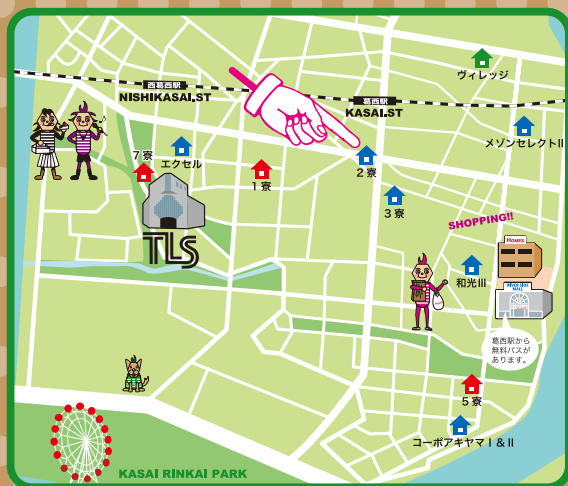 ヴィレッジ
西葛西駅
NISHIKASAI.ST
葛西駅
KASAI.ST
メゾンセレクトII
7寮
エクセル
1寮
2寮
3寮
TLS
SHOPPING!!
HOMES
和光III
RIVER SIDE
MALL
葛西駅から
無料バスが
あります。
5寮
コーポアキヤマI&II
KASAI RINKAI PARK